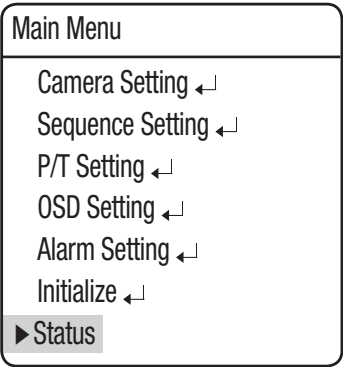 Main Menu
Camera Setting ↵
Sequence Setting ↵
P/T Setting ↵
OSD Setting ↵
Alarm Setting ↵
Initialize ↵
▶Status